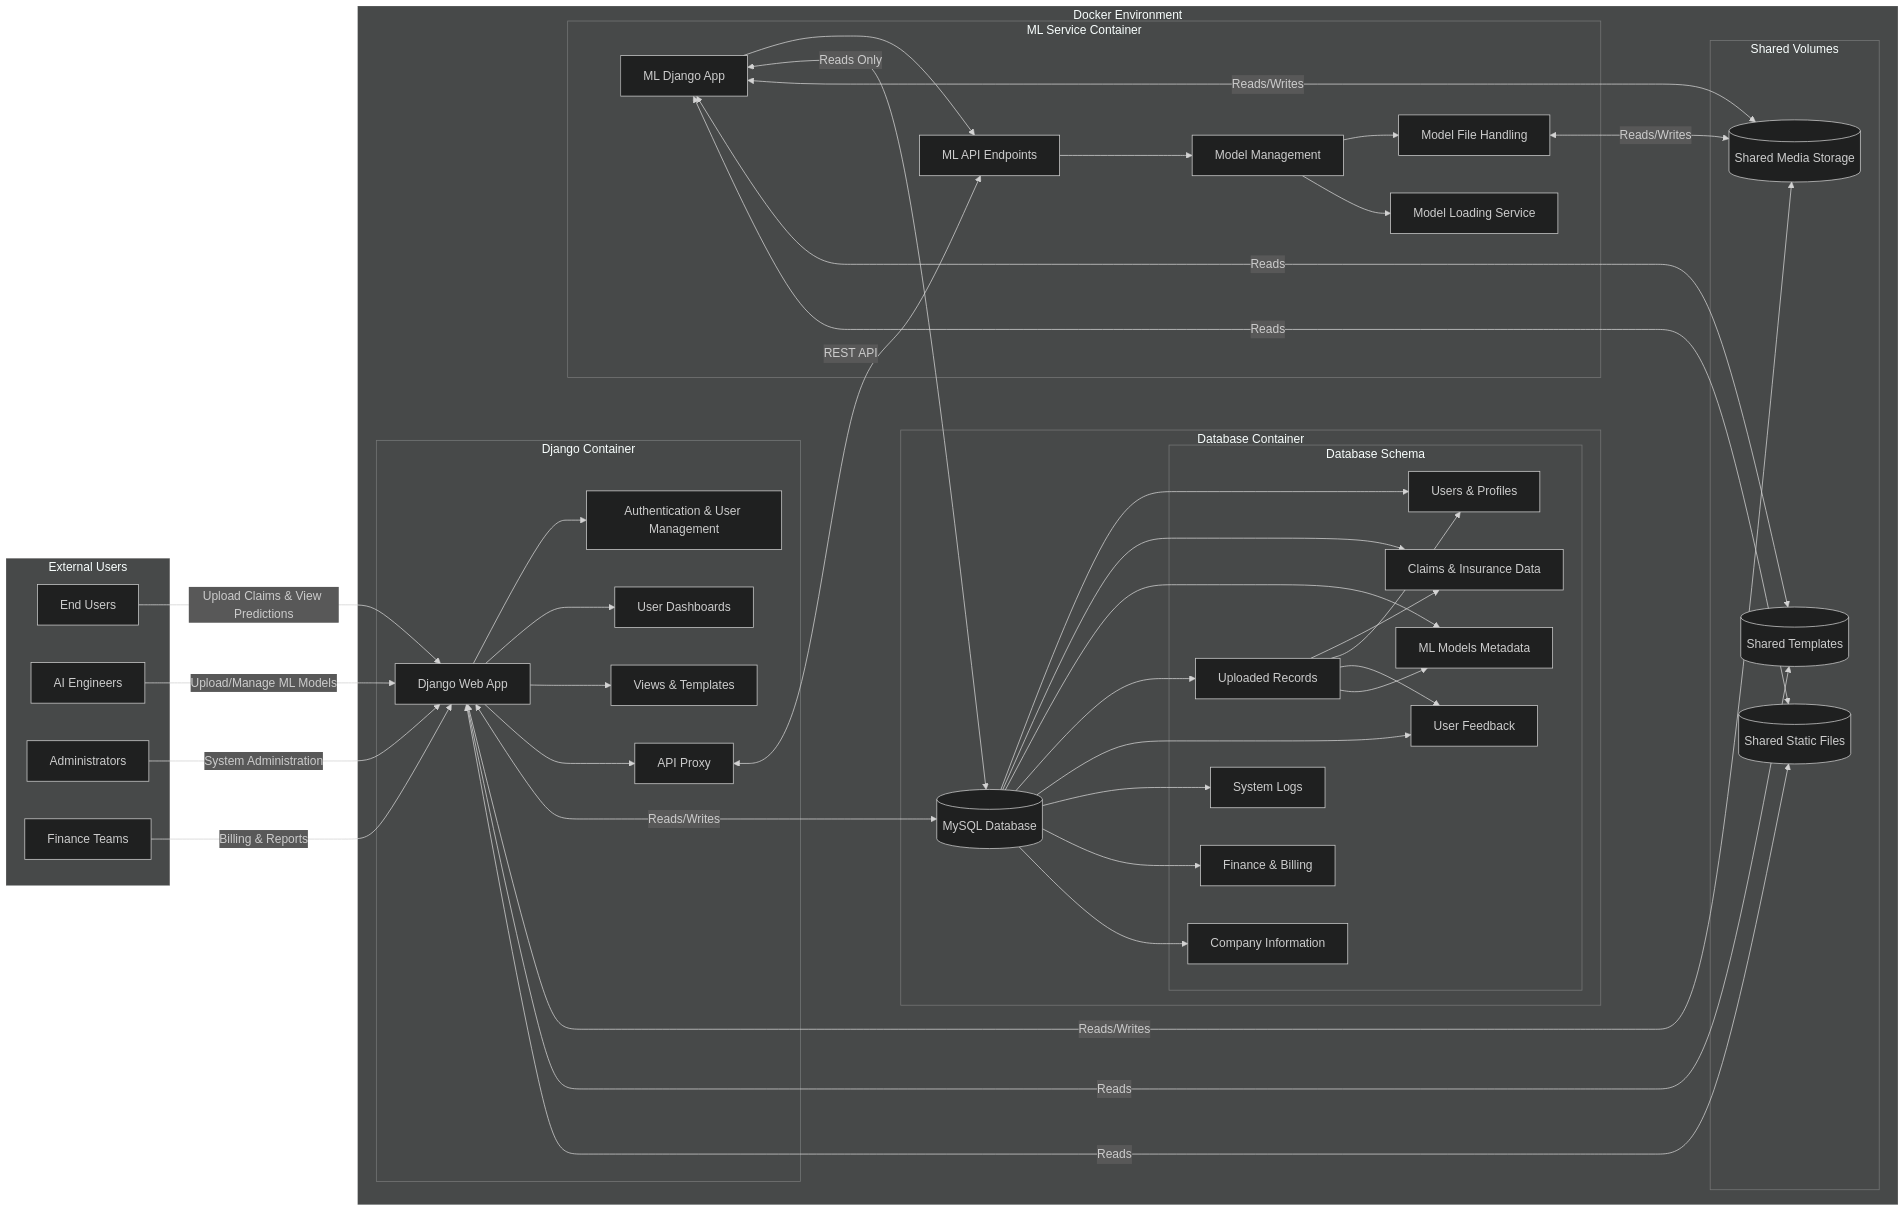 Docker Environment
ML Service Container
Shared Volumes
Reads Only
ML Django App
Reads/Writes
Model File Handling
Reads/Writes
ML API Endpoints
Model Management
Shared Media Storage
Model Loading Service
Reads
Reads
REST API
Django Container
Database Container
Database Schema
Users & Profiles
Authentication & User
Management
Claims & Insurance Data
External Users
End Users
Upload Claims & View
Predictions
User Dashboards
ML Models Metadata
Shared Templates
AI Engineers
Upload/Manage ML Models
Django Web App
Views & Templates
Uploaded Records
User Feedback
Shared Static Files
Administrators
System Administration
API Proxy
System Logs
Reads/Writes
MySQL Database
Finance Teams
Billing & Reports
Finance & Billing
Company Information
Reads/Writes
Reads
Reads